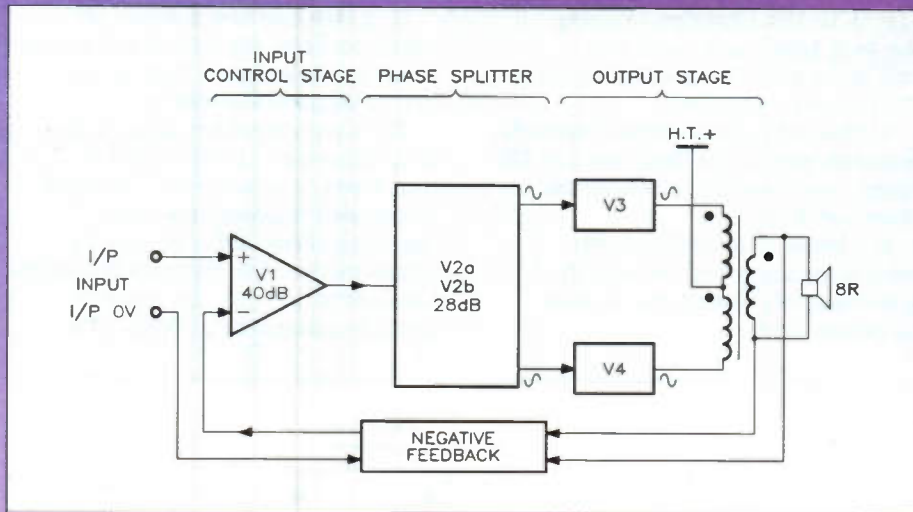 INPUT
CONTROL STAGE
PHASE SPLITTER
OUTPUT STAGE
H.T.+
I/P
INPUT
I/P 0V
+
V1
40dB
−
V2a
V2b
28dB
V3
V4
8R
NEGATIVE
FEEDBACK